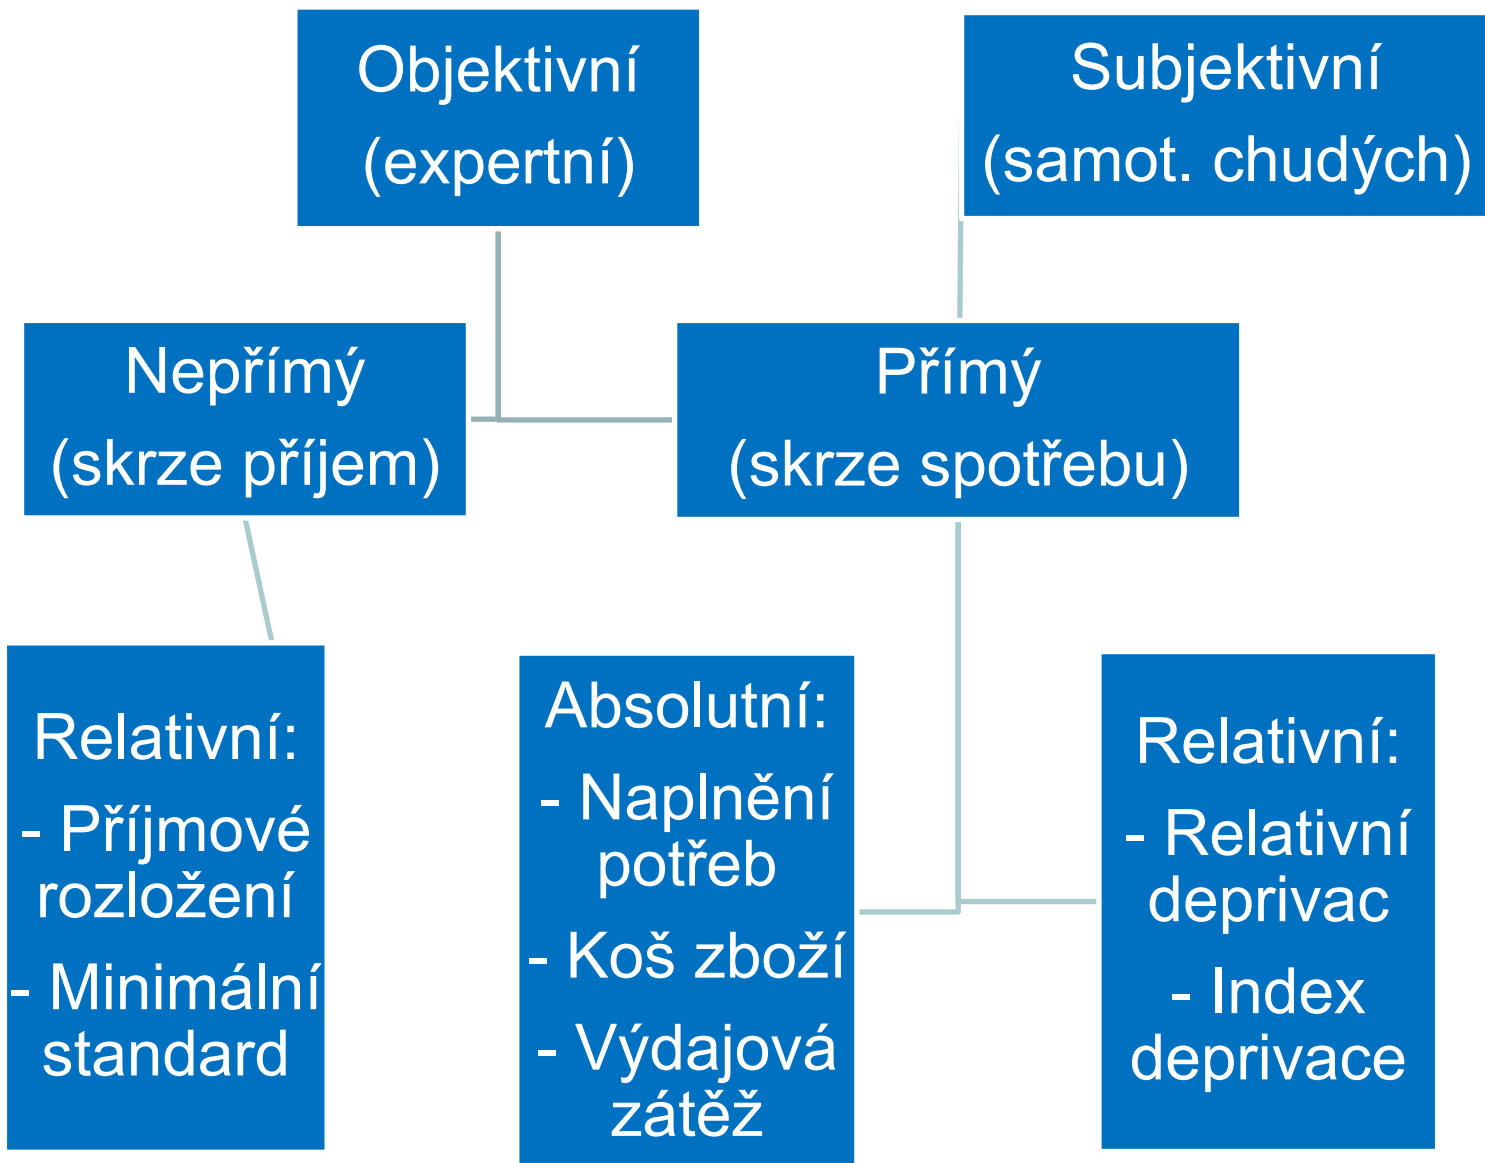 Objektivní
(expertní)
Subjektivní
(samot. chudých)
Nepřímý
(skrze příjem)
Přímý
(skrze spotřebu)
Relativní:
- Příjmové
rozložení
- Minimální
standard
Absolutní:
- Naplnění
potřeb
- Koš zboží
- Výdajová
zátěž
Relativní:
- Relativní
deprivac
- Index
deprivace